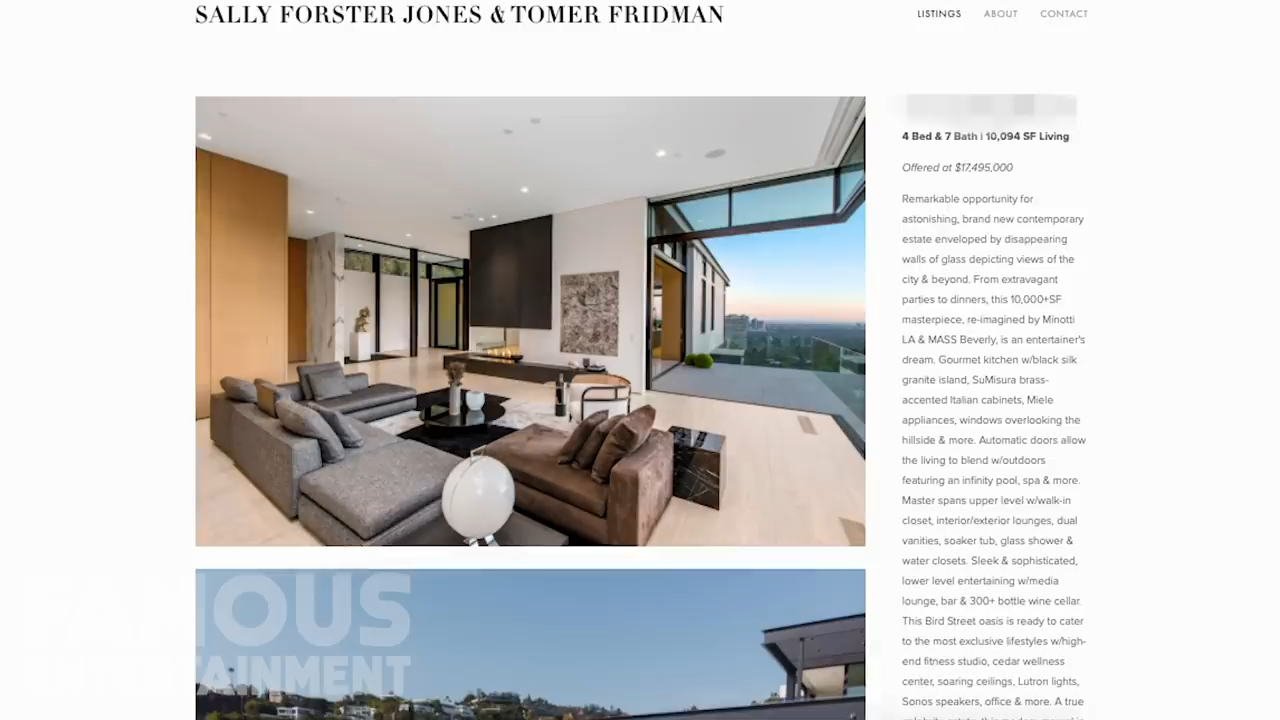 SALLY FORSTER JONES & TOMER FRIDMAN
LISTINGS ABOUT CONTACT
4 Bed & 7 Bath | 10,094 SF Living
Offered at $17,495,000
Remarkable opportunity for
astonishing, brand new contemporary
estate enveloped by disappearing
walls of glass depicting views of the
city & beyond. From extravagant
parties to dinners, this 10,000+SF
masterpiece, re-imagined by Minotti
LA & MASS Beverly, is an entertainer's
dream. Gourmet kitchen w/black silk
granite island, SuMisura brass-
accented Italian cabinets, Miele
appliances, windows overlooking the
hillside & more. Automatic doors allow
the living to blend w/outdoors
featuring an infinity pool, spa & more.
Master spans upper level w/walk-in
closet, interior/exterior lounges, dual
vanities, soaker tub, glass shower &
water closets. Sleek & sophisticated,
lower level entertaining w/media
lounge, bar & 300+ bottle wine cellar.
This Bird Street oasis is ready to cater
to the most exclusive lifestyles w/high-
end fitness studio, cedar wellness
center, soaring ceilings, Lutron lights,
Sonos speakers, office & more. A true
FAMOUS
ENTERTAINMENT